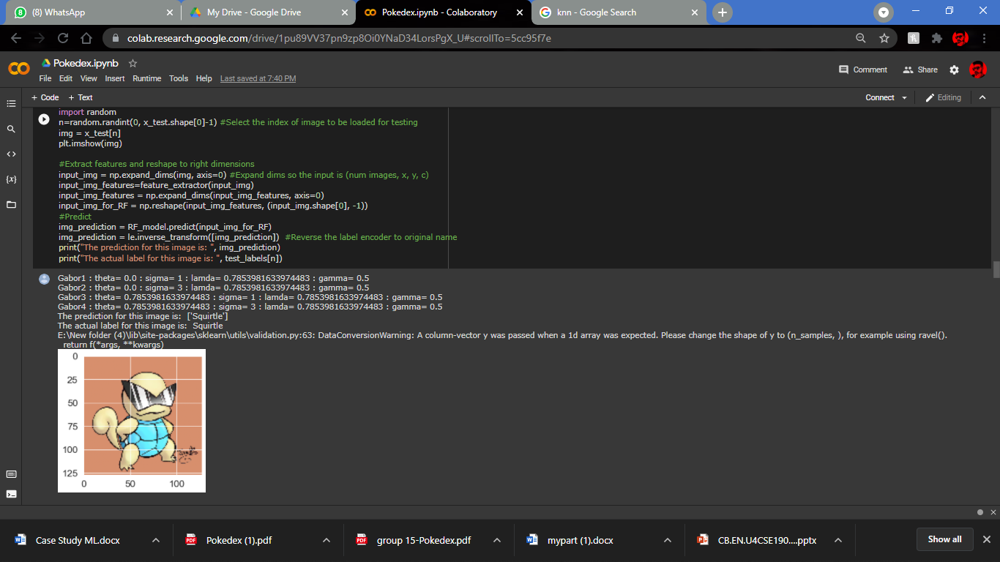 (8) WhatsApp
My Drive - Google Drive
Pokedex.ipynb - Colaboratory
knn - Google Search
colab.research.google.com/drive/1pu89VV37pn9zp8Oi0YNaD34LorsPgX_U#scrollTo=5cc95f7e
Pokedex.ipynb
File Edit View Insert Runtime Tools Help Last saved at 7:40 PM
Comment Share
+ Code + Text
Connect Editing
import random
n=random.randint(0, x_test.shape[0]-1) #Select the index of image to be loaded for testing
img = x_test[n]
plt.imshow(img)
#Extract features and reshape to right dimensions
input_img = np.expand_dims(img, axis=0) #Expand dims so the input is (num images, x, y, c)
input_img_features=feature_extractor(input_img)
input_img_features = np.expand_dims(input_img_features, axis=0)
input_img_for_RF = np.reshape(input_img_features, (input_img.shape[0], -1))
#Predict
img_prediction = RF_model.predict(input_img_for_RF)
img_prediction = le.inverse_transform([img_prediction])  #Reverse the label encoder to original name
print("The prediction for this image is: ", img_prediction)
print("The actual label for this image is: ", test_labels[n])
Gabor1 : theta= 0.0 : sigma= 1 : lamda= 0.7853981633974483 : gamma= 0.5
Gabor2 : theta= 0.0 : sigma= 3 : lamda= 0.7853981633974483 : gamma= 0.5
Gabor3 : theta= 0.7853981633974483 : sigma= 1 : lamda= 0.7853981633974483 : gamma= 0.5
Gabor4 : theta= 0.7853981633974483 : sigma= 3 : lamda= 0.7853981633974483 : gamma= 0.5
The prediction for this image is:  ['Squirtle']
The actual label for this image is:  Squirtle
E:\New folder (4)\lib\site-packages\sklearn\utils\validation.py:63: DataConversionWarning: A column-vector y was passed when a 1d array was expected. Please change the shape of y to (n_samples, ), for example using ravel().
return f(*args, **kwargs)
0
25
50
75
100
125
0 50 100
Case Study ML.docx
Pokedex (1).pdf
group 15-Pokedex.pdf
mypart (1).docx
CB.EN.U4CSE190....pptx
Show all